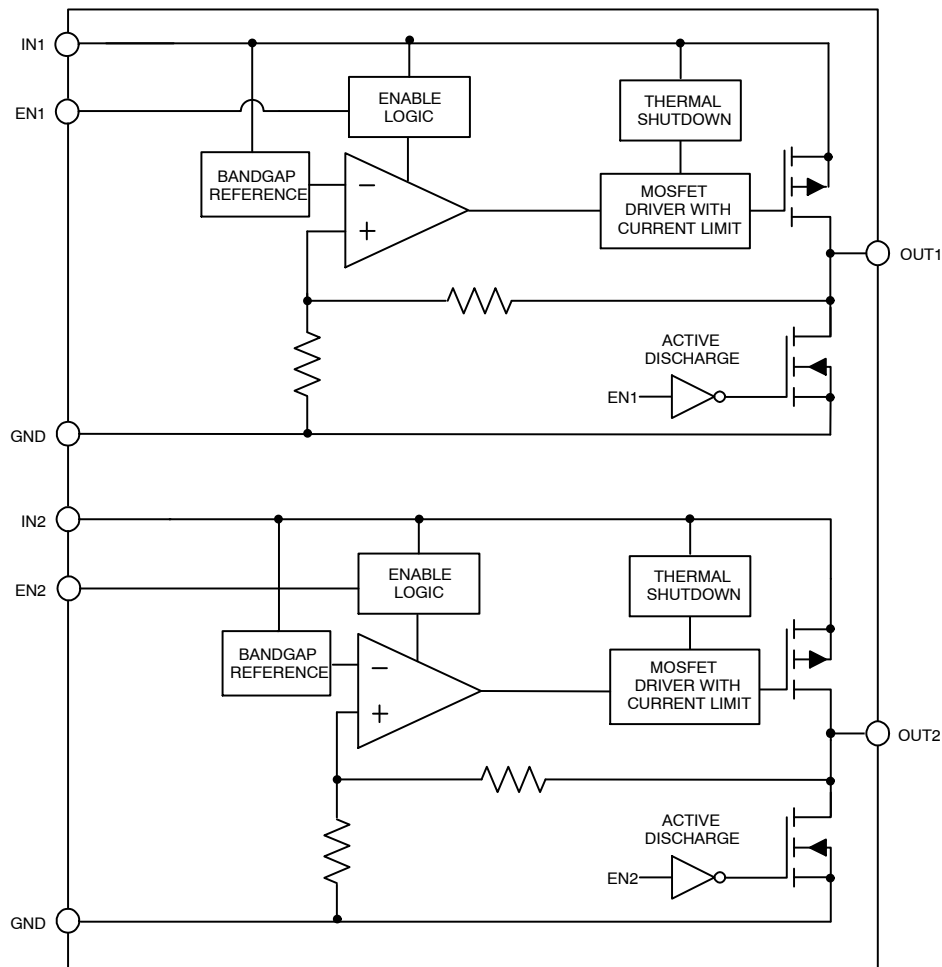 IN1
EN1
ENABLE
LOGIC
THERMAL
SHUTDOWN
BANDGAP
REFERENCE
−
+
MOSFET
DRIVER WITH
CURRENT LIMIT
OUT1
ACTIVE
DISCHARGE
EN1
GND
IN2
EN2
ENABLE
LOGIC
THERMAL
SHUTDOWN
BANDGAP
REFERENCE
−
+
MOSFET
DRIVER WITH
CURRENT LIMIT
OUT2
ACTIVE
DISCHARGE
EN2
GND